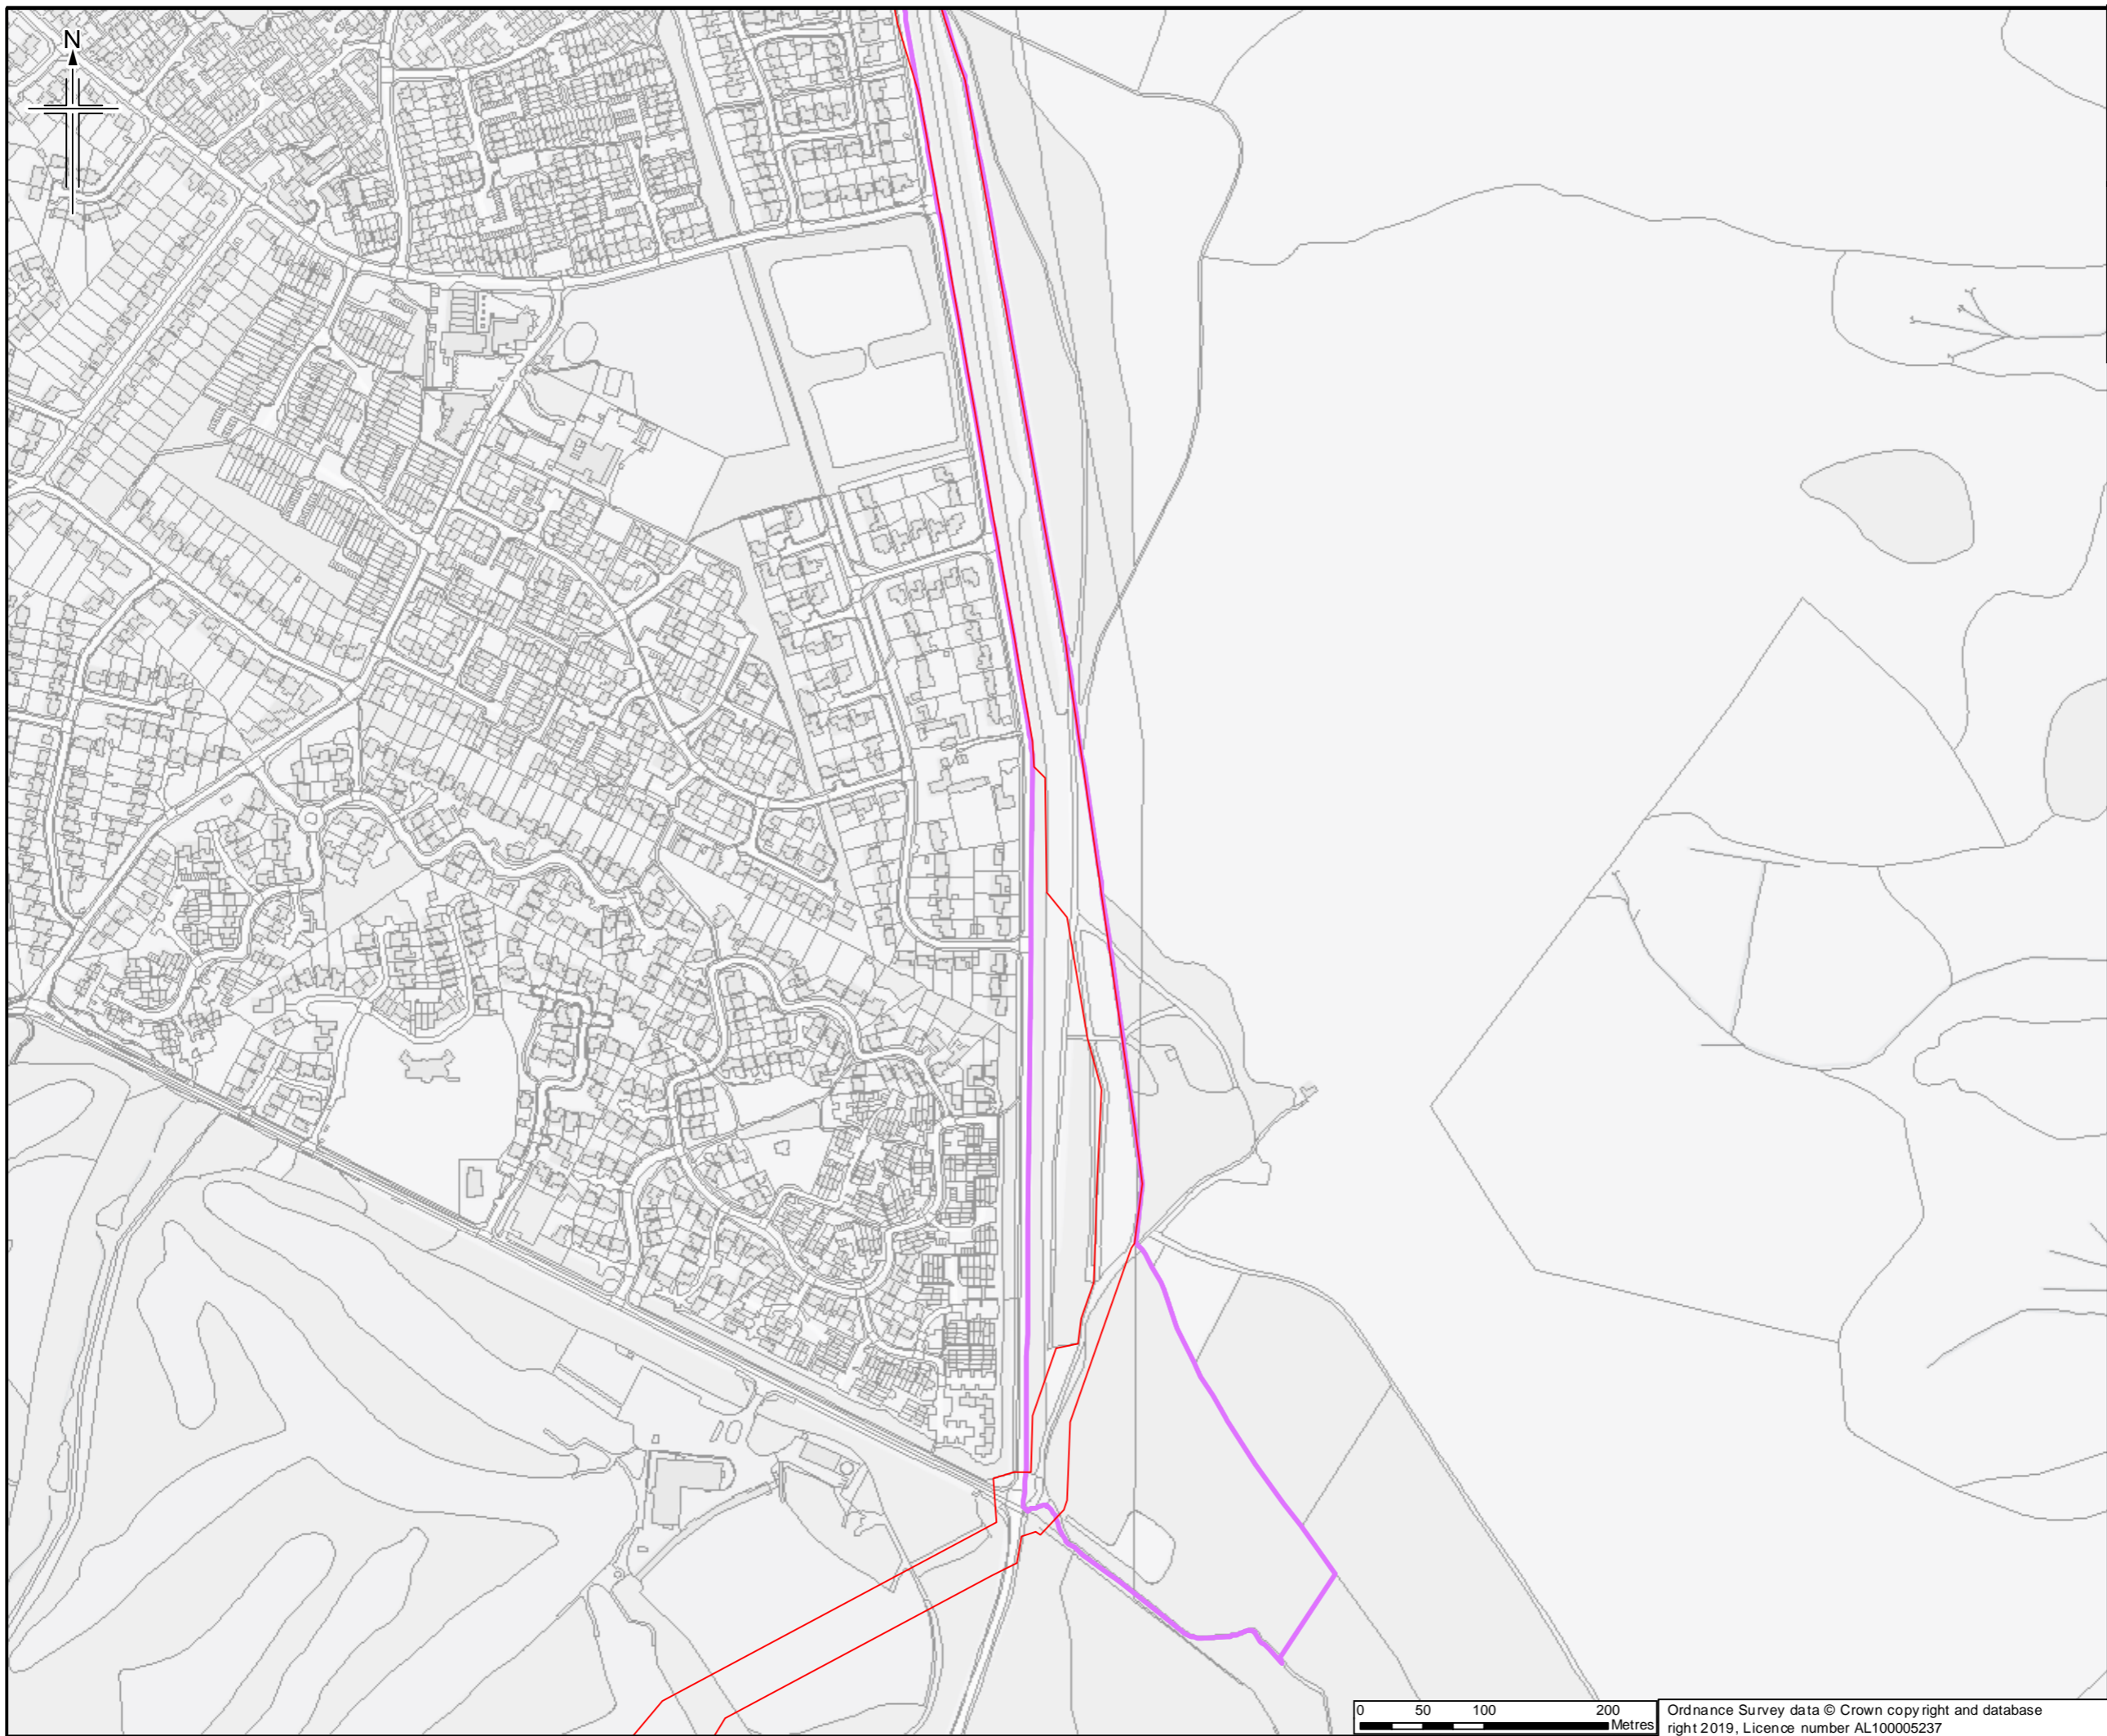 N
0 50 100 200
Metres
Ordnance Survey data © Crown copyright and database
right 2019, Licence number AL100005237